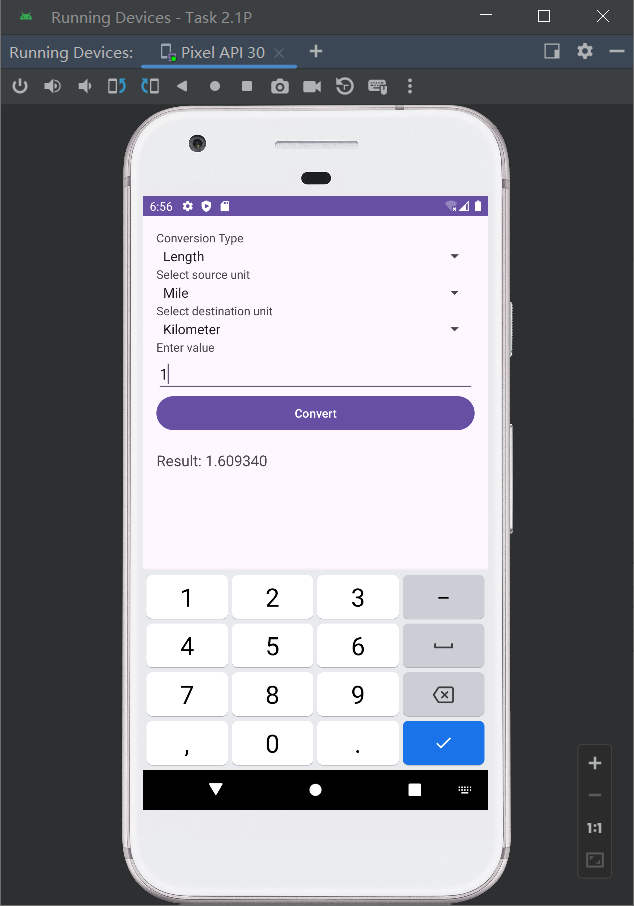 Running Devices - Task 2.1P
Running Devices:
Pixel API 30
6:56
Conversion Type
Length
Select source unit
Mile
Select destination unit
Kilometer
Enter value
1
Convert
Result: 1.609340
1 2 3 –
4 5 6
7 8 9
, 0 .
1:1